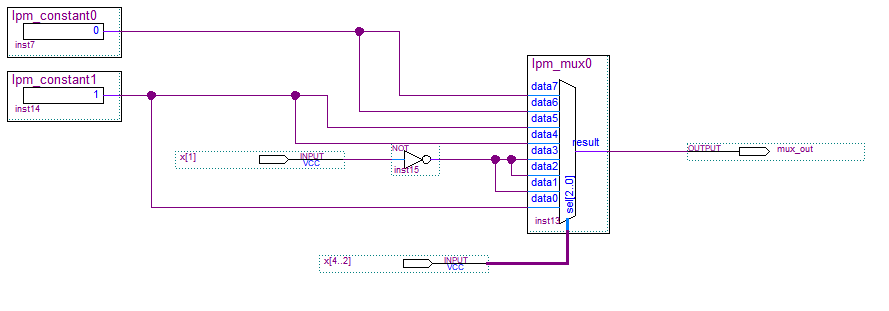 lpm_constant0
0
inst7
lpm_constant1
1
inst14
lpm_mux0
data7
data6
data5
data4
data3
data2
data1
data0
result
sel[2..0]
inst13
x[1]
INPUT
VCC
NOT
inst15
OUTPUT
mux_out
x[4..2]
INPUT
VCC